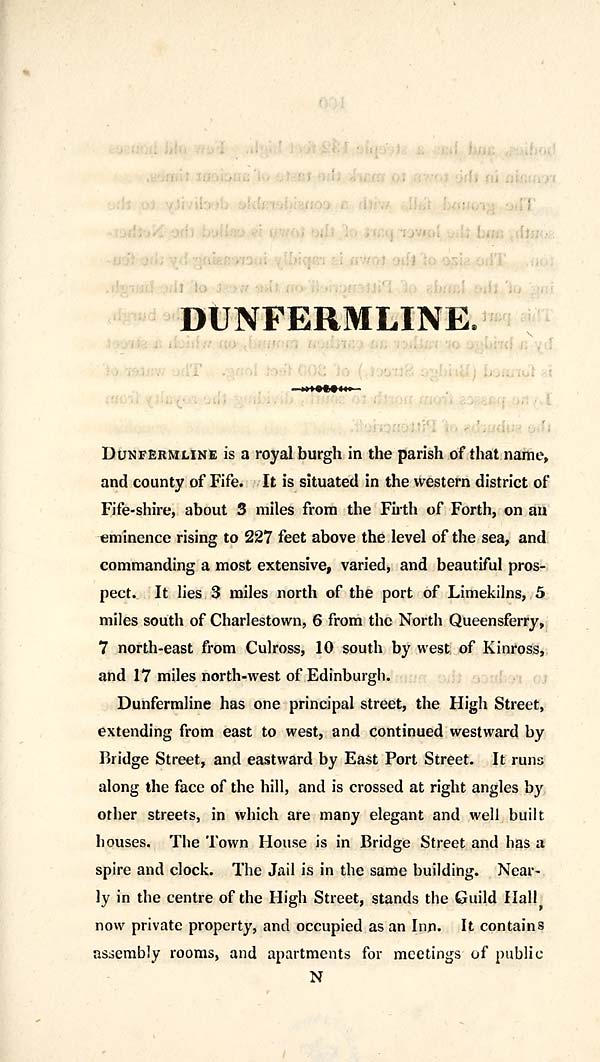 DUNFERMLINE.
DUNFERMLINE is a royal burgh in the parish of that name,
and county of Fife. It is situated in the western district of
Fife-shire, about 3 miles from the Firth of Forth, on an
eminence rising to 227 feet above the level of the sea, and
commanding a most extensive, varied, and beautiful pros-
pect. It lies 3 miles north of the port of Limekilns, 5
miles south of Charlestown, 6 from the North Queensferry,
7 north-east from Culross, 10 south by west of Kinross,
and 17 miles north-west of Edinburgh.
Dunfermline has one principal street, the High Street,
extending from east to west, and continued westward by
Bridge Street, and eastward by East Port Street. It runs
along the face of the hill, and is crossed at right angles by
other streets, in which are many elegant and well built
houses. The Town House is in Bridge Street and has a
spire and clock. The Jail is in the same building. Near-
ly in the centre of the High Street, stands the Guild Hall,
now private property, and occupied as an Inn. It contains
assembly rooms, and apartments for meetings of public
N